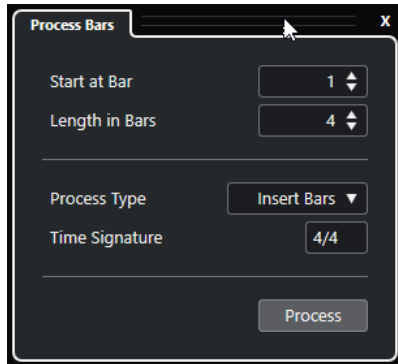 Process Bars X
Start at Bar 1
Length in Bars 4
Process Type Insert Bars
Time Signature 4/4
Process